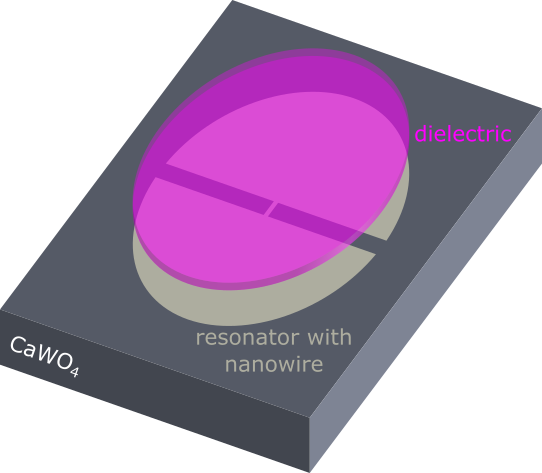 dielectric
resonator with
nanowire
CaWO₄